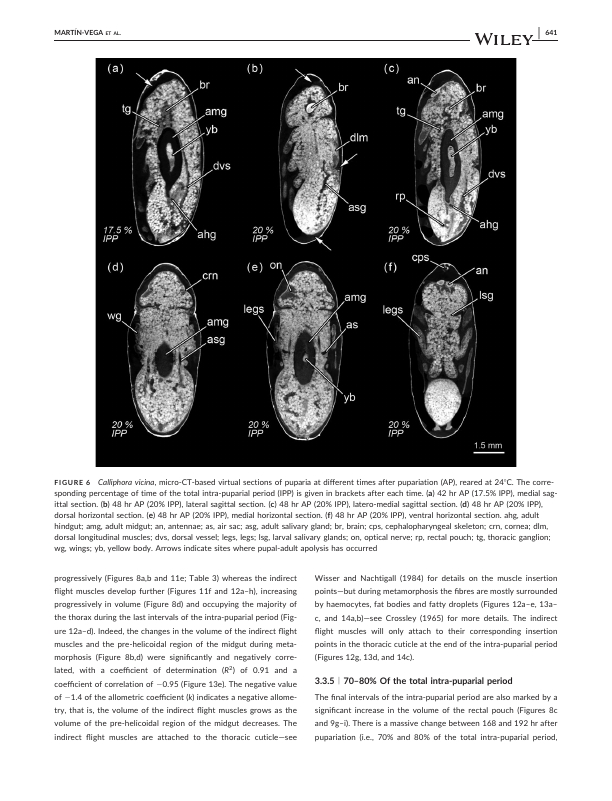 MARTÍN-VEGA ET AL.
WILEY
641
(a)
(b)
(c)
br
tg
amg
yb
dvs
ahg
17.5 %
IPP
br
dlm
asg
20 %
IPP
an
br
tg
amg
yb
dvs
rp
ahg
20 %
IPP
(d)
(e)
(f)
crn
wg
amg
asg
20 %
IPP
on
legs
amg
as
yb
20 %
IPP
cps
an
lsg
legs
20 %
IPP
1.5 mm
FIGURE 6 Calliphora vicina, micro-CT-based virtual sections of puparia at different times after pupariation (AP), reared at 24°C. The corre-
sponding percentage of time of the total intra-puparial period (IPP) is given in brackets after each time. (a) 42 hr AP (17.5% IPP), medial sag-
ittal section. (b) 48 hr AP (20% IPP), lateral sagittal section. (c) 48 hr AP (20% IPP), latero-medial sagittal section. (d) 48 hr AP (20% IPP),
dorsal horizontal section. (e) 48 hr AP (20% IPP), medial horizontal section. (f) 48 hr AP (20% IPP), ventral horizontal section. ahg, adult
hindgut; amg, adult midgut; an, antennae; as, air sac; asg, adult salivary gland; br, brain; cps, cephalopharyngeal skeleton; crn, cornea; dlm,
dorsal longitudinal muscles; dvs, dorsal vessel; legs, legs; lsg, larval salivary glands; on, optical nerve; rp, rectal pouch; tg, thoracic ganglion;
wg, wings; yb, yellow body. Arrows indicate sites where pupal-adult apolysis has occurred
progressively (Figures 8a,b and 11e; Table 3) whereas the indirect
flight muscles develop further (Figures 11f and 12a–h), increasing
progressively in volume (Figure 8d) and occupying the majority of
the thorax during the last intervals of the intra-puparial period (Fig-
ure 12a–d). Indeed, the changes in the volume of the indirect flight
muscles and the pre-helicoidal region of the midgut during meta-
morphosis (Figure 8b,d) were significantly and negatively corre-
lated, with a coefficient of determination (R²) of 0.91 and a
coefficient of correlation of −0.95 (Figure 13e). The negative value
of −1.4 of the allometric coefficient (k) indicates a negative allome-
try, that is, the volume of the indirect flight muscles grows as the
volume of the pre-helicoidal region of the midgut decreases. The
indirect flight muscles are attached to the thoracic cuticle—see
Wisser and Nachtigall (1984) for details on the muscle insertion
points—but during metamorphosis the fibres are mostly surrounded
by haemocytes, fat bodies and fatty droplets (Figures 12a–e, 13a–
c, and 14a,b)—see Crossley (1965) for more details. The indirect
flight muscles will only attach to their corresponding insertion
points in the thoracic cuticle at the end of the intra-puparial period
(Figures 12g, 13d, and 14c).
3.3.5 | 70–80% Of the total intra-puparial period
The final intervals of the intra-puparial period are also marked by a
significant increase in the volume of the rectal pouch (Figures 8c
and 9g–i). There is a massive change between 168 and 192 hr after
pupariation (i.e., 70% and 80% of the total intra-puparial period,